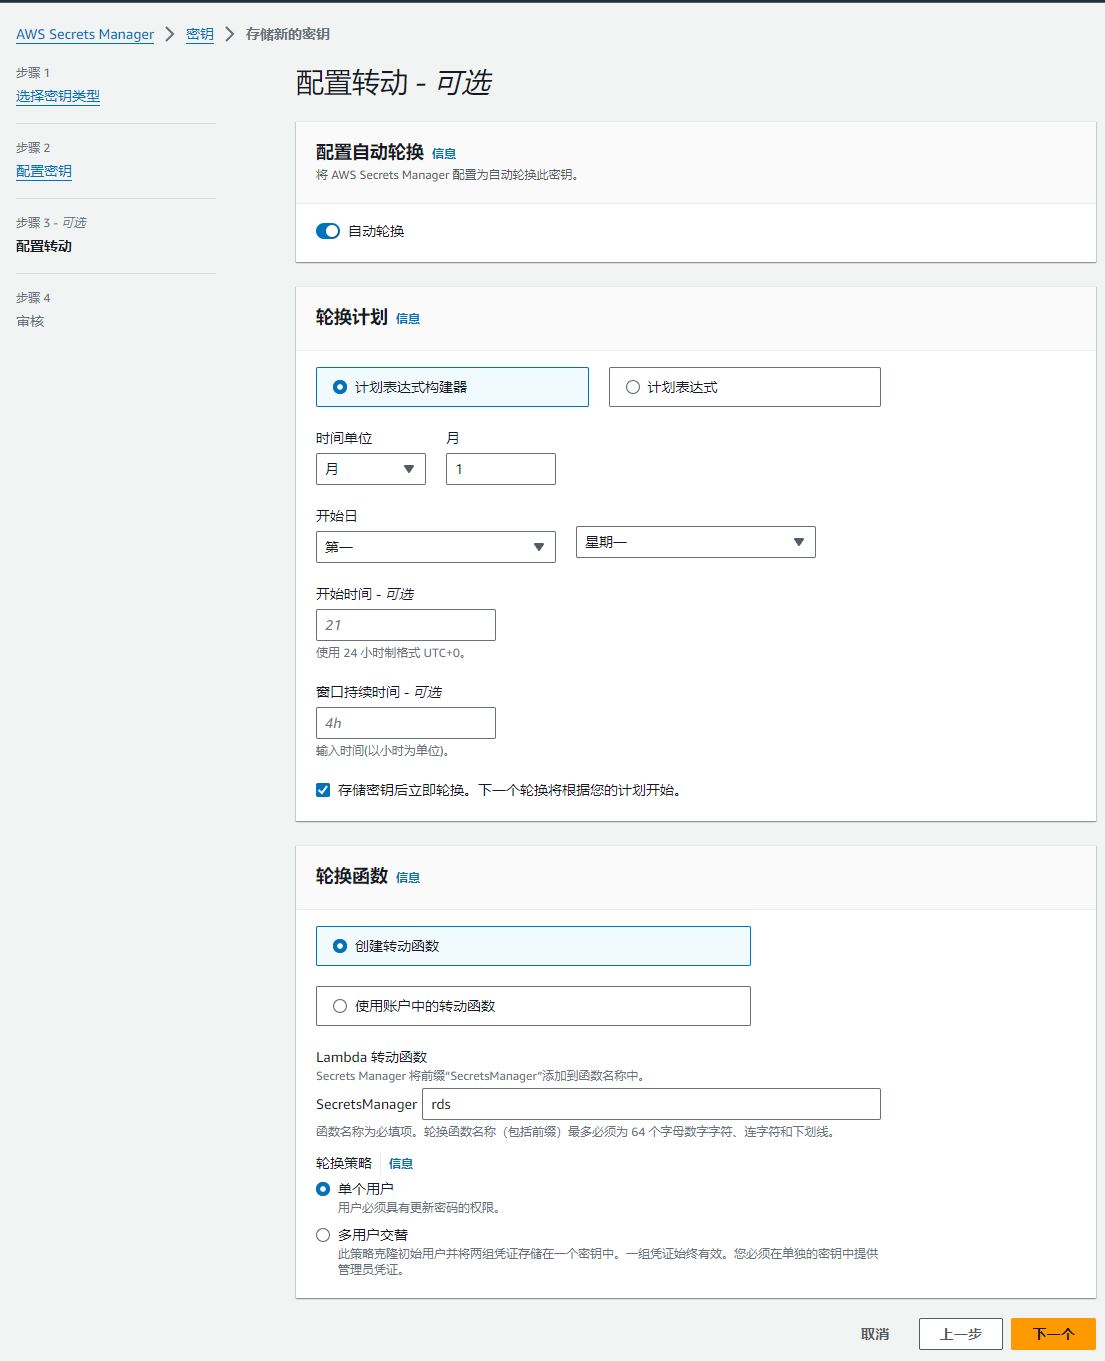 AWS Secrets Manager > 密钥 > 存储新的密钥
步骤 1
选择密钥类型
步骤 2
配置密钥
步骤 3 - 可选
配置转动
步骤 4
审核
配置转动 - 可选
配置自动轮换 信息
将 AWS Secrets Manager 配置为自动轮换此密钥。
自动轮换
轮换计划 信息
计划表达式构建器 计划表达式
时间单位 月
月 1
开始日
第一 星期一
开始时间 - 可选
21
使用 24 小时制格式 UTC+0。
窗口持续时间 - 可选
4h
输入时间(以小时为单位)。
存储密钥后立即轮换。下一个轮换将根据您的计划开始。
轮换函数 信息
创建转动函数
使用账户中的转动函数
Lambda 转动函数
Secrets Manager 将前缀“SecretsManager”添加到函数名称中。
SecretsManager rds
函数名称为必填项。轮换函数名称（包括前缀）最多必须为 64 个字母数字字符、连字符和下划线。
轮换策略 信息
单个用户
用户必须具有更新密码的权限。
多用户交替
此策略克隆初始用户并将两组凭证存储在一个密钥中。一组凭证始终有效。您必须在单独的密钥中提供
管理员凭证。
取消 上一步 下一个